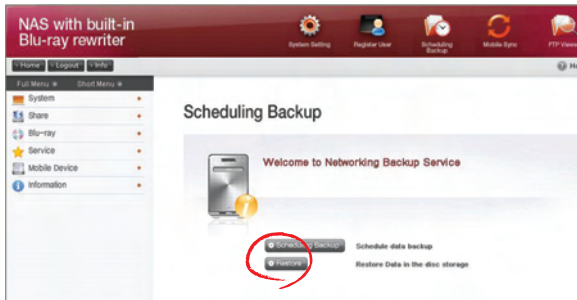 NAS with built-in
Blu-ray rewriter
System Setting
Register User
Scheduling
Backup
Mobile Sync
FTP Viewer
Home
Logout
Info
Full Menu
Short Menu
System
Share
Blu-ray
Service
Mobile Device
Information
Scheduling Backup
Welcome to Networking Backup Service
Scheduling Backup Schedule data backup
Restore Restore Data in the disc storage